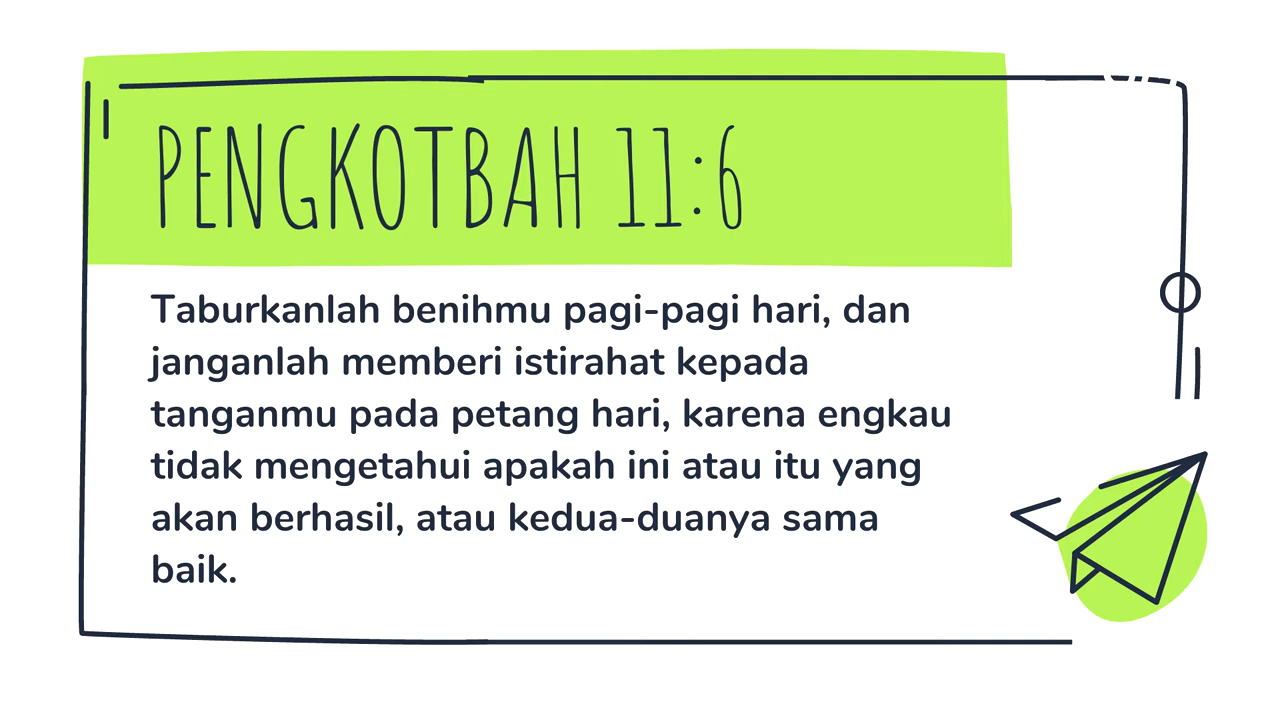 PENGKOTBAH 11:6
Taburkanlah benihmu pagi-pagi hari, dan
janganlah memberi istirahat kepada
tanganmu pada petang hari, karena engkau
tidak mengetahui apakah ini atau itu yang
akan berhasil, atau kedua-duanya sama
baik.